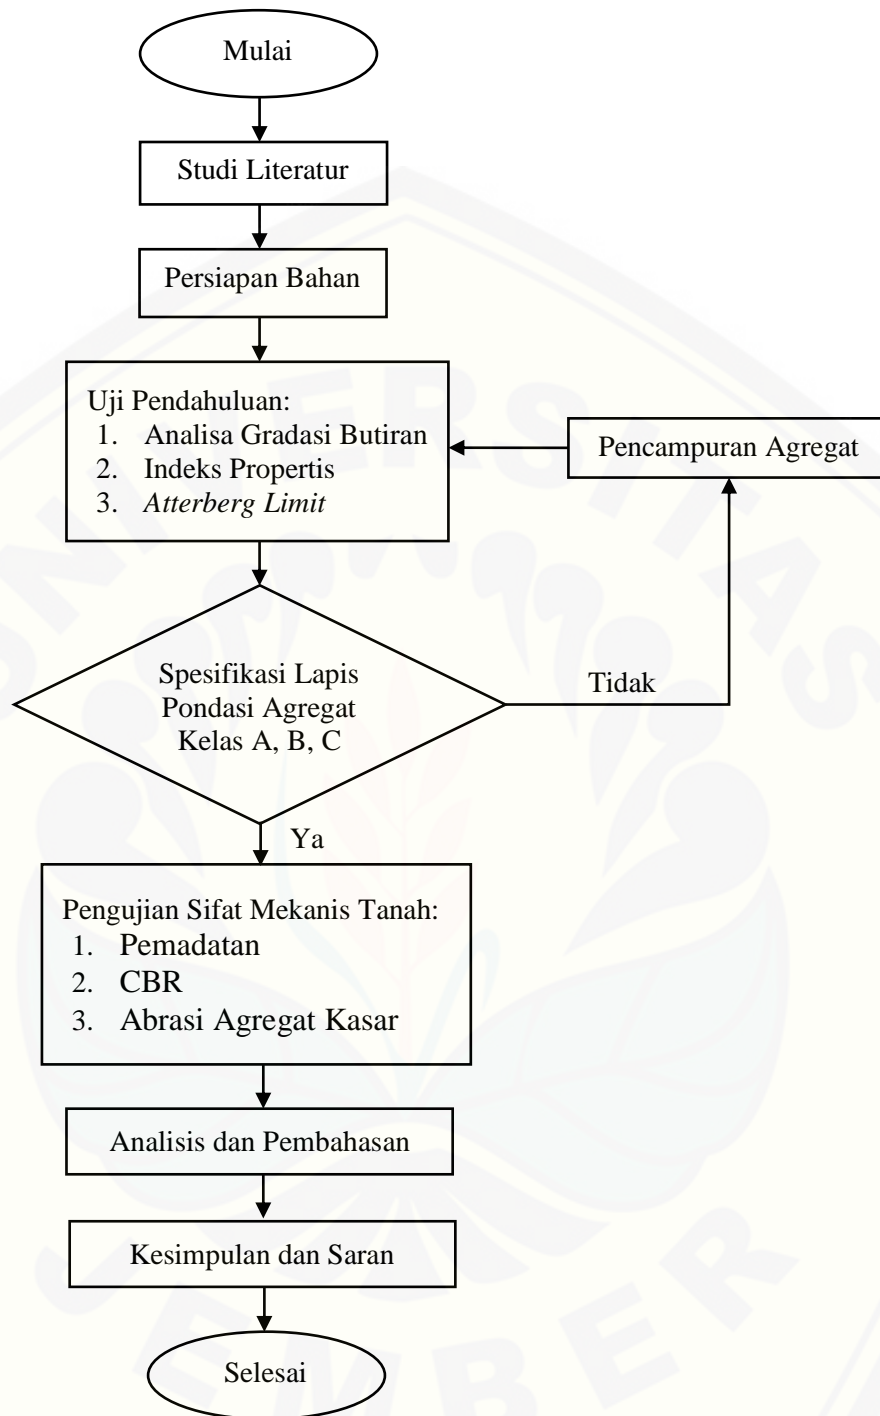 Mulai
Studi Literatur
Persiapan Bahan
Uji Pendahuluan:
1. Analisa Gradasi Butiran
2. Indeks Propertis
3. Atterberg Limit
Pencampuran Agregat
Spesifikasi Lapis
Pondasi Agregat
Kelas A, B, C
Tidak
Ya
Pengujian Sifat Mekanis Tanah:
1. Pemadatan
2. CBR
3. Abrasi Agregat Kasar
Analisis dan Pembahasan
Kesimpulan dan Saran
Selesai
UNIVERSITAS
JEMBER